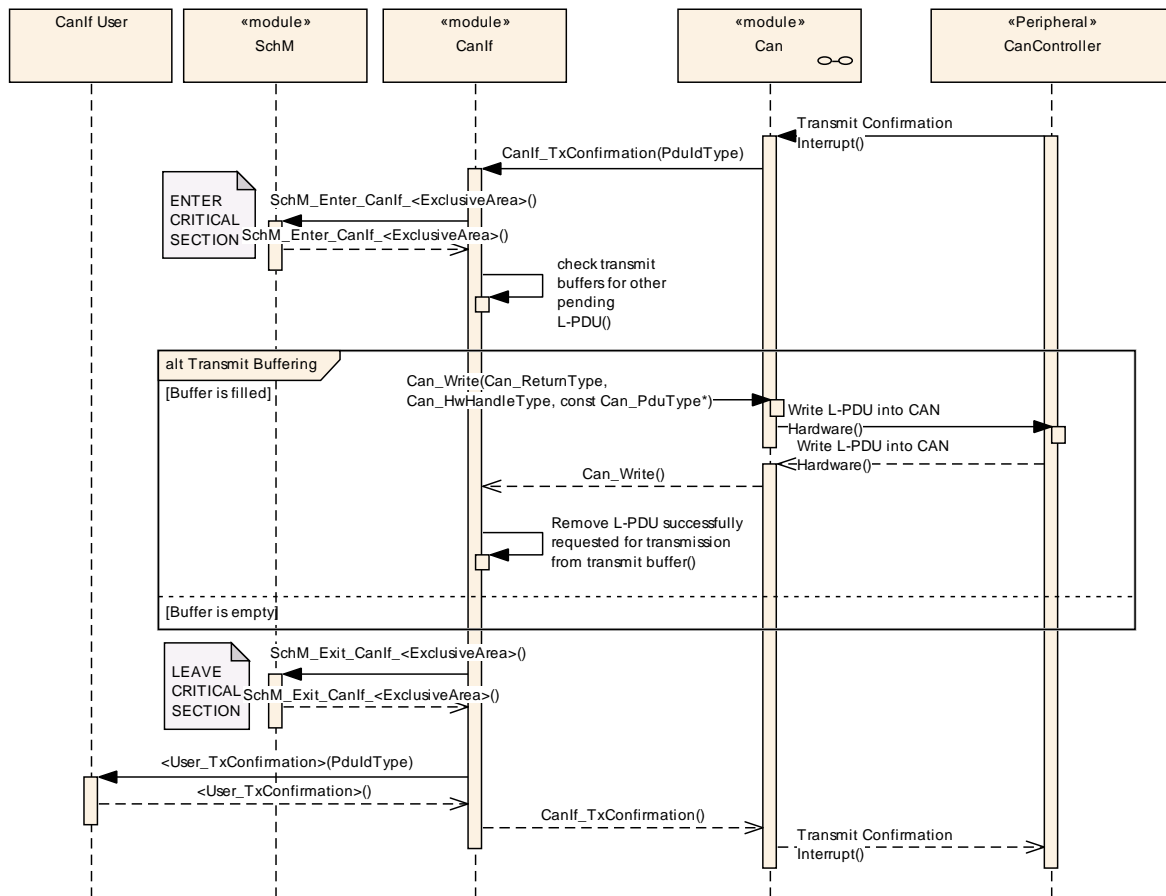 CanIf User
«module»
SchM
«module»
CanIf
«module»
Can
«Peripheral»
CanController
Transmit Confirmation
Interrupt()
CanIf_TxConfirmation(PduIdType)
ENTER
CRITICAL
SECTION
SchM_Enter_CanIf_<ExclusiveArea>()
SchM_Enter_CanIf_<ExclusiveArea>()
check transmit
buffers for other
pending
L-PDU()
alt Transmit Buffering
[Buffer is filled]
Can_Write(Can_ReturnType,
Can_HwHandleType, const Can_PduType*)
Write L-PDU into CAN
Hardware()
Write L-PDU into CAN
Hardware()
Can_Write()
Remove L-PDU successfully
requested for transmission
from transmit buffer()
[Buffer is empty]
LEAVE
CRITICAL
SECTION
SchM_Exit_CanIf_<ExclusiveArea>()
SchM_Exit_CanIf_<ExclusiveArea>()
<User_TxConfirmation>(PduIdType)
<User_TxConfirmation>()
CanIf_TxConfirmation()
Transmit Confirmation
Interrupt()